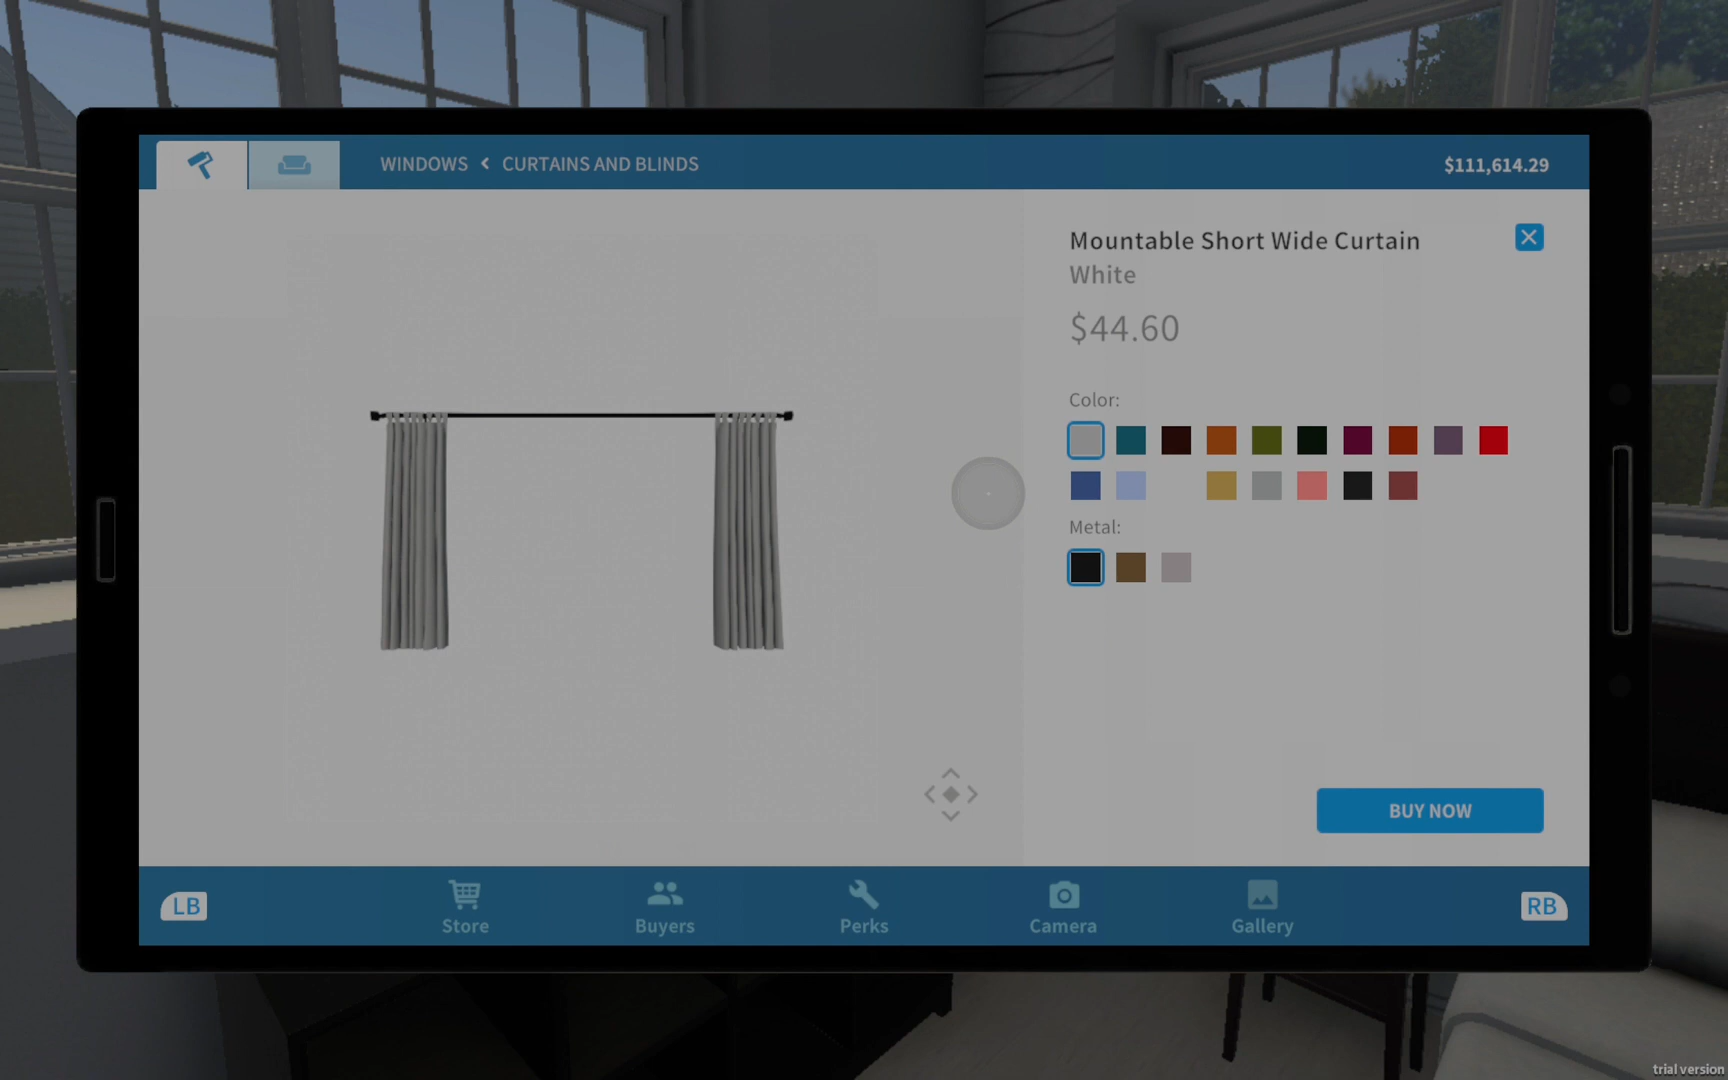 WINDOWS < CURTAINS AND BLINDS
$111,614.29
Mountable Short Wide Curtain
White
$44.60
Color:
Metal:
BUY NOW
LB
Store
Buyers
Perks
Camera
Gallery
RB
trial version